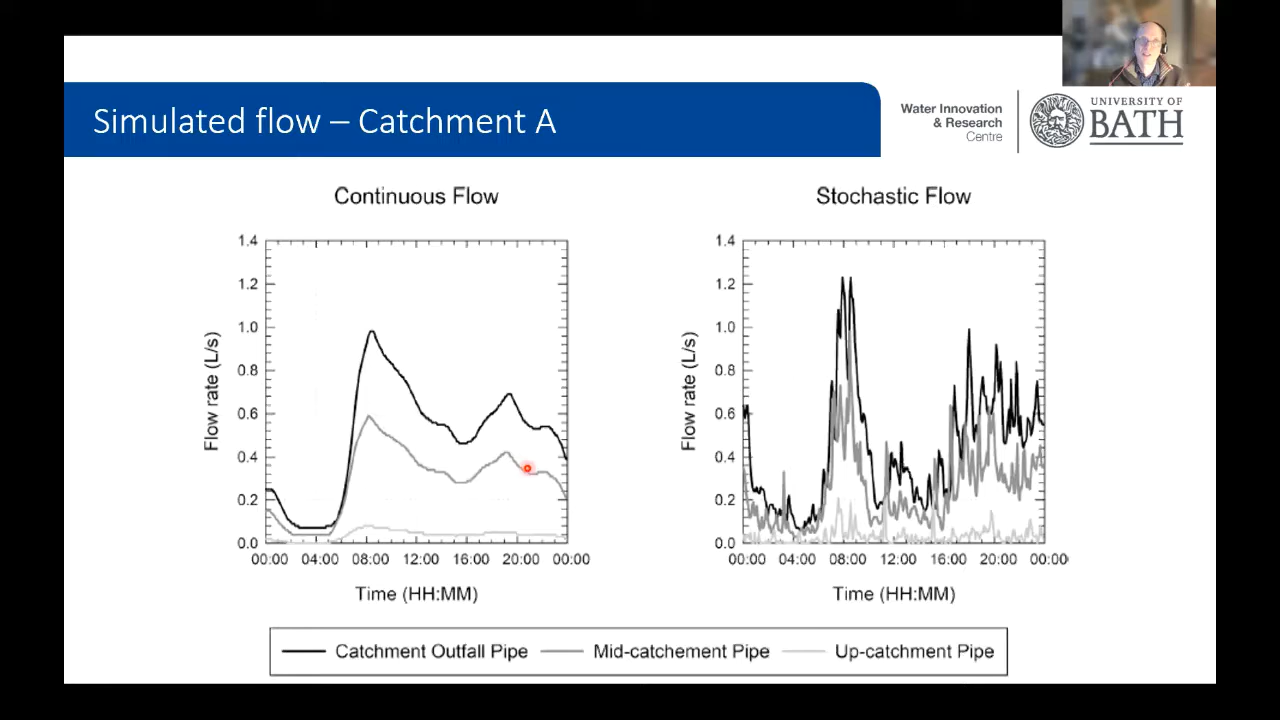 Simulated flow – Catchment A
Water Innovation
& Research
Centre
UNIVERSITY OF
BATH
Continuous Flow
1.4
1.2
1.0
0.8
0.6
0.4
0.2
0.0
Flow rate (L/s)
00:00 04:00 08:00 12:00 16:00 20:00 00:00
Time (HH:MM)
Stochastic Flow
1.4
1.2
1.0
0.8
0.6
0.4
0.2
0.0
Flow rate (L/s)
00:00 04:00 08:00 12:00 16:00 20:00 00:00
Time (HH:MM)
Catchment Outfall Pipe Mid-catchement Pipe Up-catchment Pipe